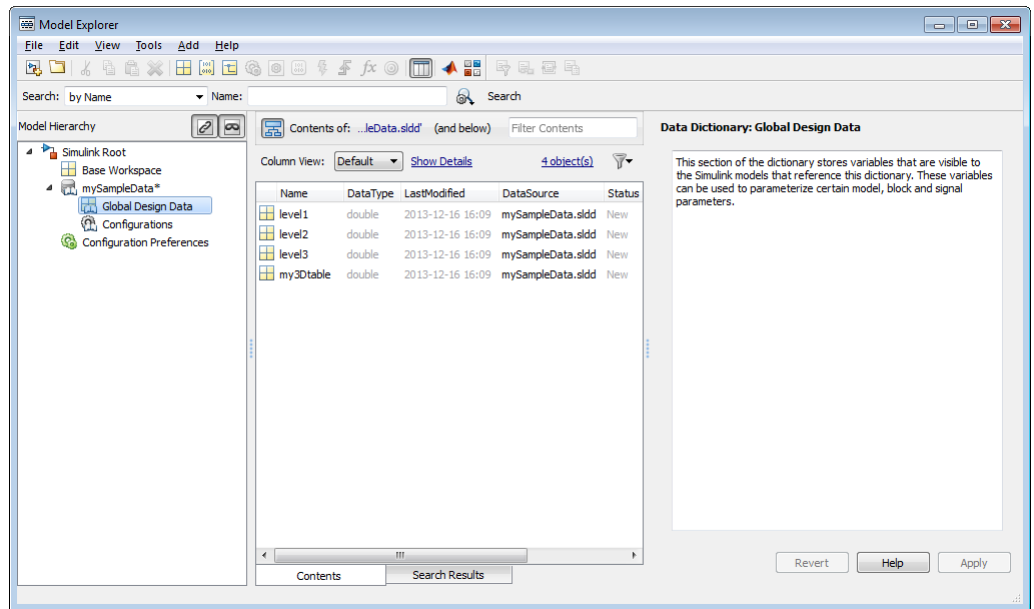 Model Explorer
File Edit View Tools Add Help
fx
Search: by Name Name: Search
Model Hierarchy
Simulink Root
Base Workspace
mySampleData*
Global Design Data
Configurations
Configuration Preferences
Contents of: ...leData.sldd' (and below) Filter Contents
Column View: Default Show Details 4 object(s)
Name DataType LastModified DataSource Status
level1 double 2013-12-16 16:09 mySampleData.sldd New
level2 double 2013-12-16 16:09 mySampleData.sldd New
level3 double 2013-12-16 16:09 mySampleData.sldd New
my3Dtable double 2013-12-16 16:09 mySampleData.sldd New
Contents Search Results
Data Dictionary: Global Design Data
This section of the dictionary stores variables that are visible to
the Simulink models that reference this dictionary. These variables
can be used to parameterize certain model, block and signal
parameters.
Revert Help Apply